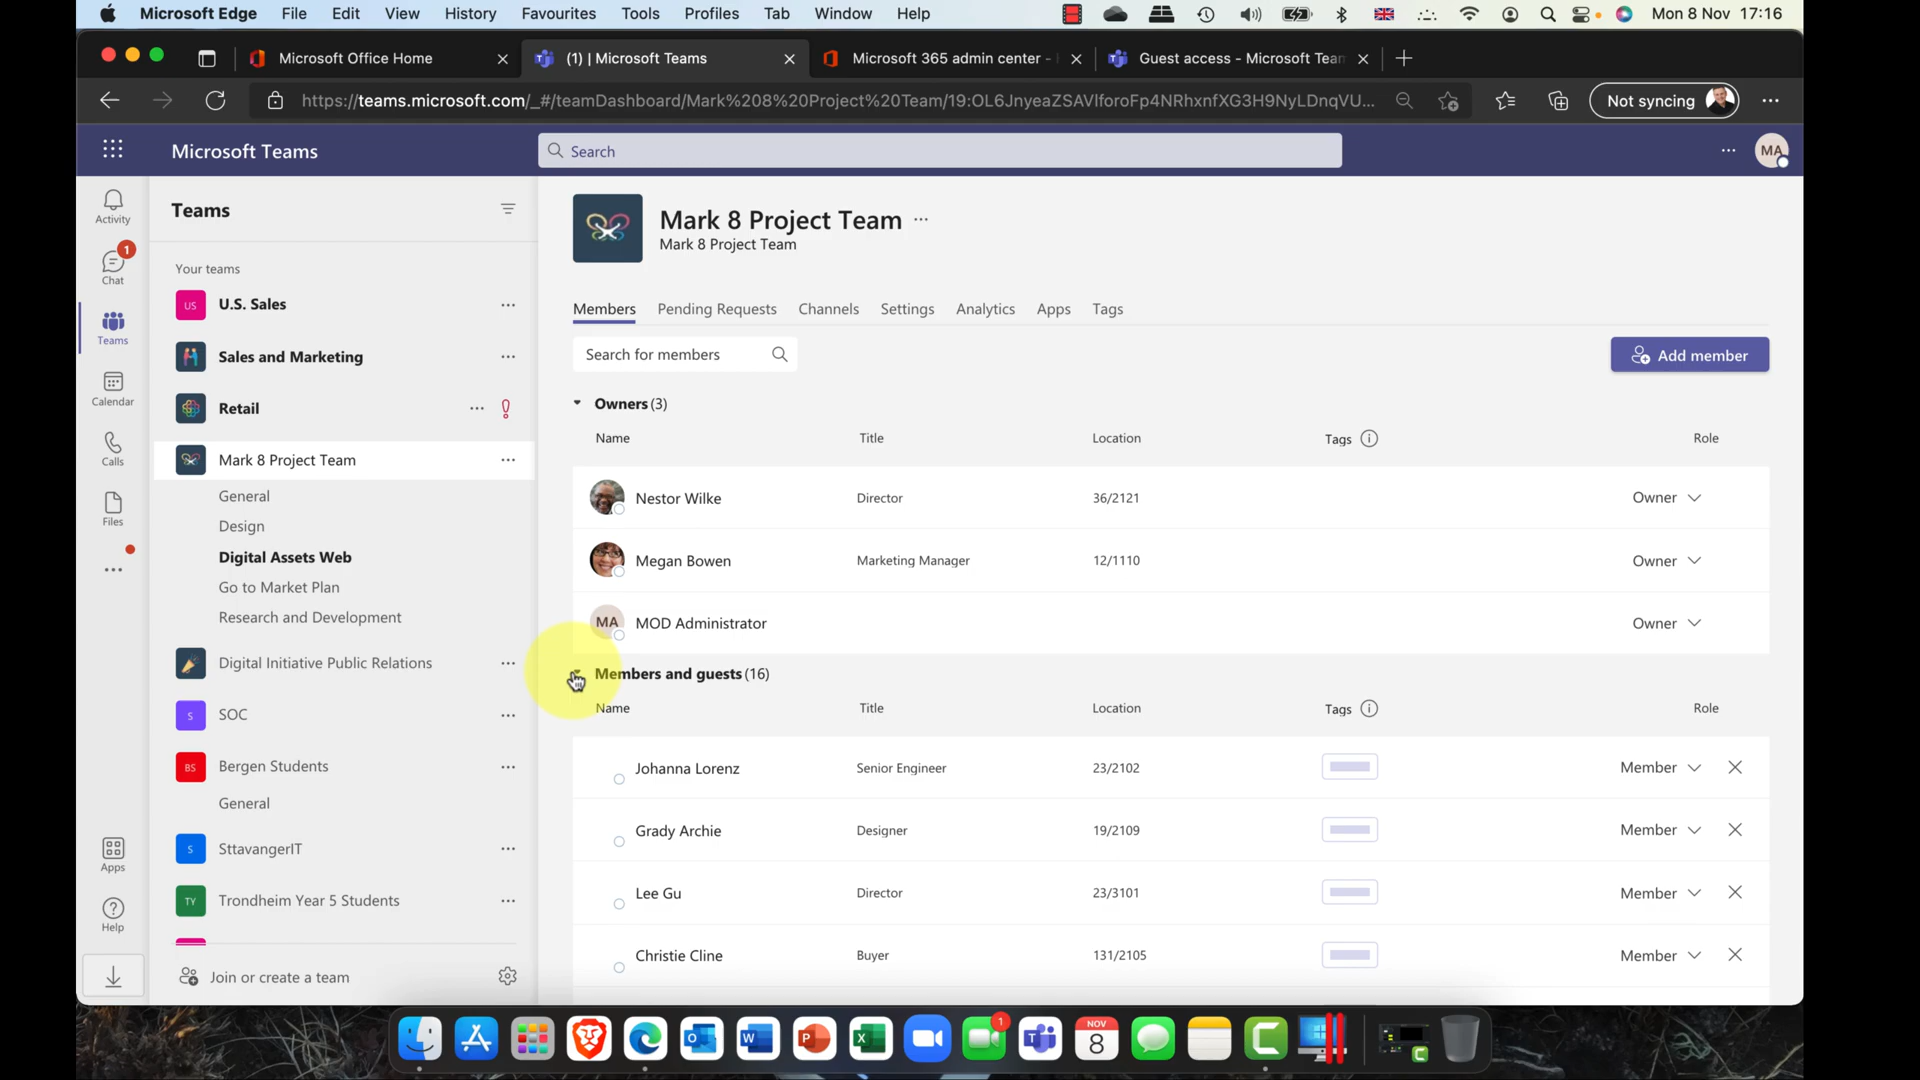 Microsoft Edge File Edit View History Favourites Tools Profiles Tab Window Help Mon 8 Nov 17:16
Microsoft Office Home (1) | Microsoft Teams Microsoft 365 admin center - Guest access - Microsoft Team
https://teams.microsoft.com/_#/teamDashboard/Mark%208%20Project%20Team/19:OL6JnyeaZSAVlforoFp4NRhxnfXG3H9NyLDnqVU... Not syncing
Microsoft Teams Search MA
Activity
1
Chat
Teams
Calendar
Calls
Files
Apps
Help
Teams
Your teams
US U.S. Sales
Sales and Marketing
Retail
Mark 8 Project Team
General
Design
Digital Assets Web
Go to Market Plan
Research and Development
Digital Initiative Public Relations
S SOC
BS Bergen Students
General
S SttavangerIT
TY Trondheim Year 5 Students
Join or create a team
Mark 8 Project Team ...
Mark 8 Project Team
Members Pending Requests Channels Settings Analytics Apps Tags
Search for members Add member
Owners (3)
Name Title Location Tags Role
Nestor Wilke Director 36/2121 Owner
Megan Bowen Marketing Manager 12/1110 Owner
MA MOD Administrator Owner
Members and guests (16)
Name Title Location Tags Role
Johanna Lorenz Senior Engineer 23/2102 Member
Grady Archie Designer 19/2109 Member
Lee Gu Director 23/3101 Member
Christie Cline Buyer 131/2105 Member
NOV
8
1